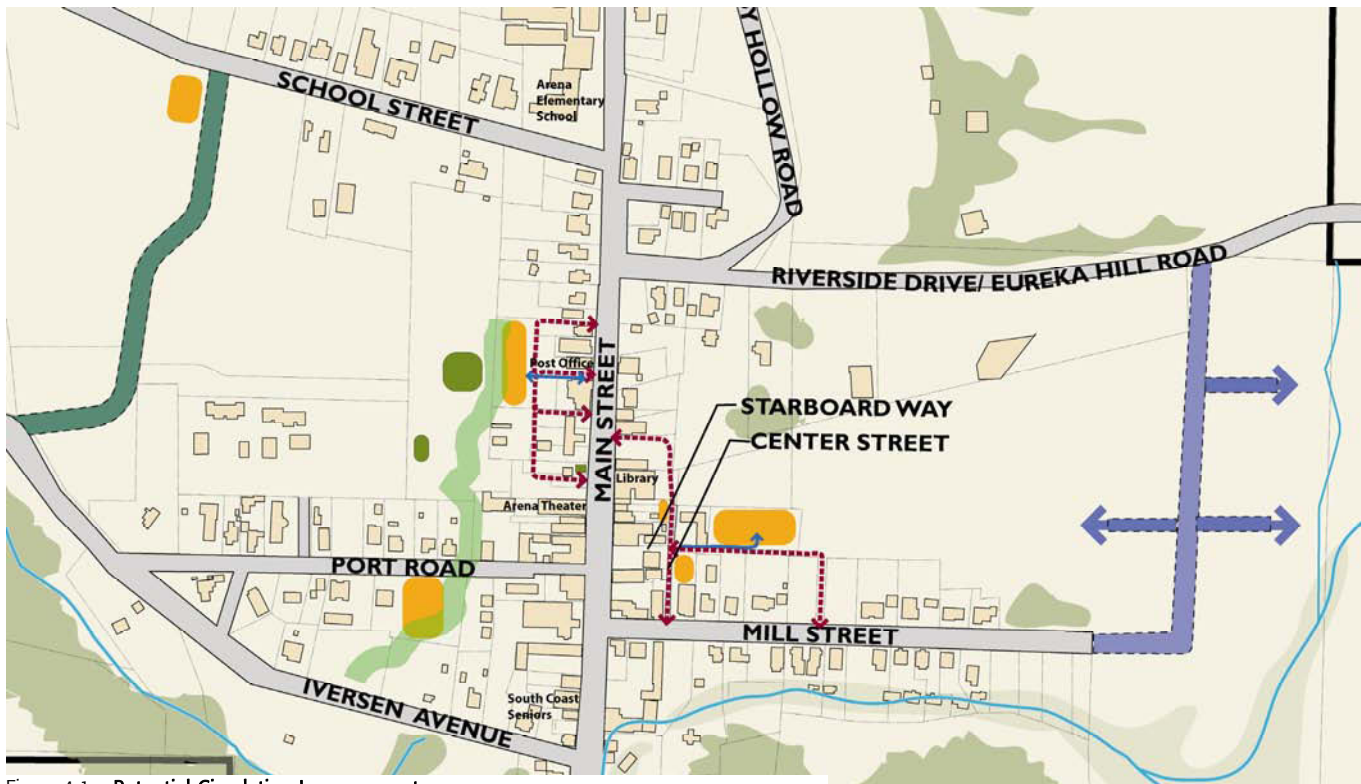 Y HOLLOW ROAD
Arena
Elementary
School
SCHOOL STREET
RIVERSIDE DRIVE/ EUREKA HILL ROAD
Post Office
MAIN STREET
STARBOARD WAY
CENTER STREET
Library
Arena Theater
PORT ROAD
MILL STREET
IVERSEN AVENUE
South Coast
Seniors